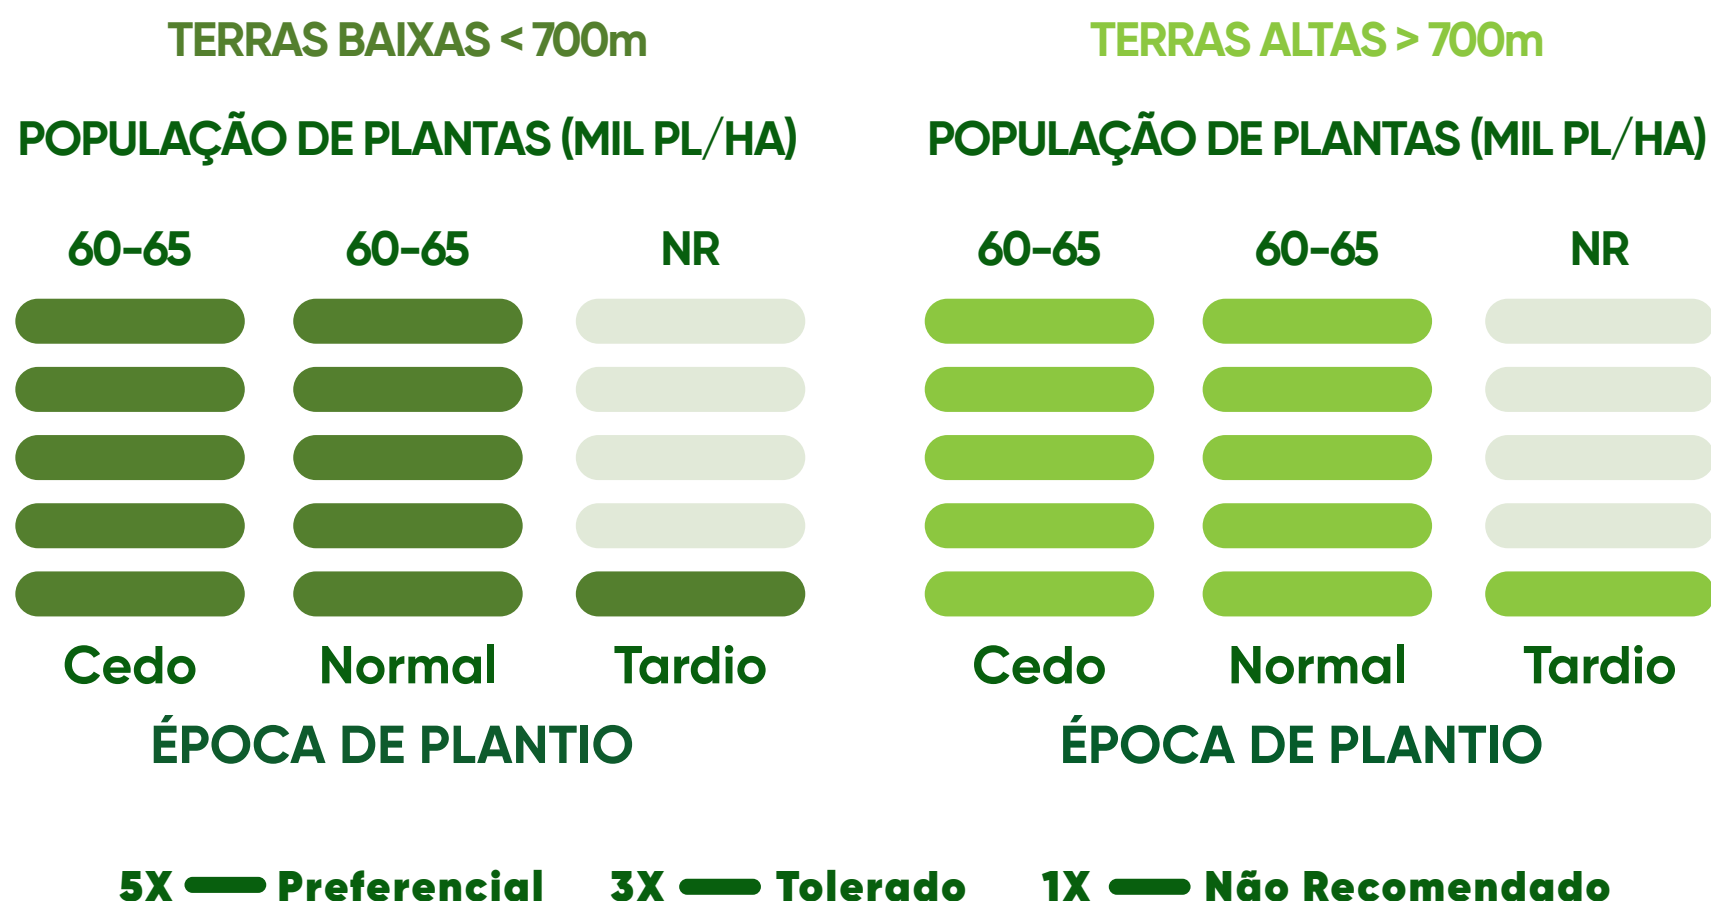 TERRAS BAIXAS < 700m
POPULAÇÃO DE PLANTAS (MIL PL/HA)
60-65 60-65 NR
Cedo Normal Tardio
ÉPOCA DE PLANTIO
TERRAS ALTAS > 700m
POPULAÇÃO DE PLANTAS (MIL PL/HA)
60-65 60-65 NR
Cedo Normal Tardio
ÉPOCA DE PLANTIO
5X Preferencial 3X Tolerado 1X Não Recomendado